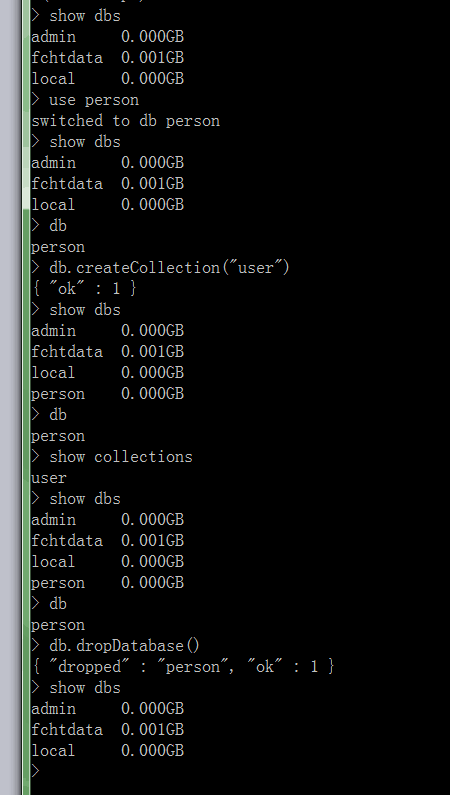 > show dbs
admin     0.000GB
fchtdata  0.001GB
local     0.000GB
> use person
switched to db person
> show dbs
admin     0.000GB
fchtdata  0.001GB
local     0.000GB
> db
person
> db.createCollection("user")
{ "ok" : 1 }
> show dbs
admin     0.000GB
fchtdata  0.001GB
local     0.000GB
person    0.000GB
> db
person
> show collections
user
> show dbs
admin     0.000GB
fchtdata  0.001GB
local     0.000GB
person    0.000GB
> db
person
> db.dropDatabase()
{ "dropped" : "person", "ok" : 1 }
> show dbs
admin     0.000GB
fchtdata  0.001GB
local     0.000GB
>